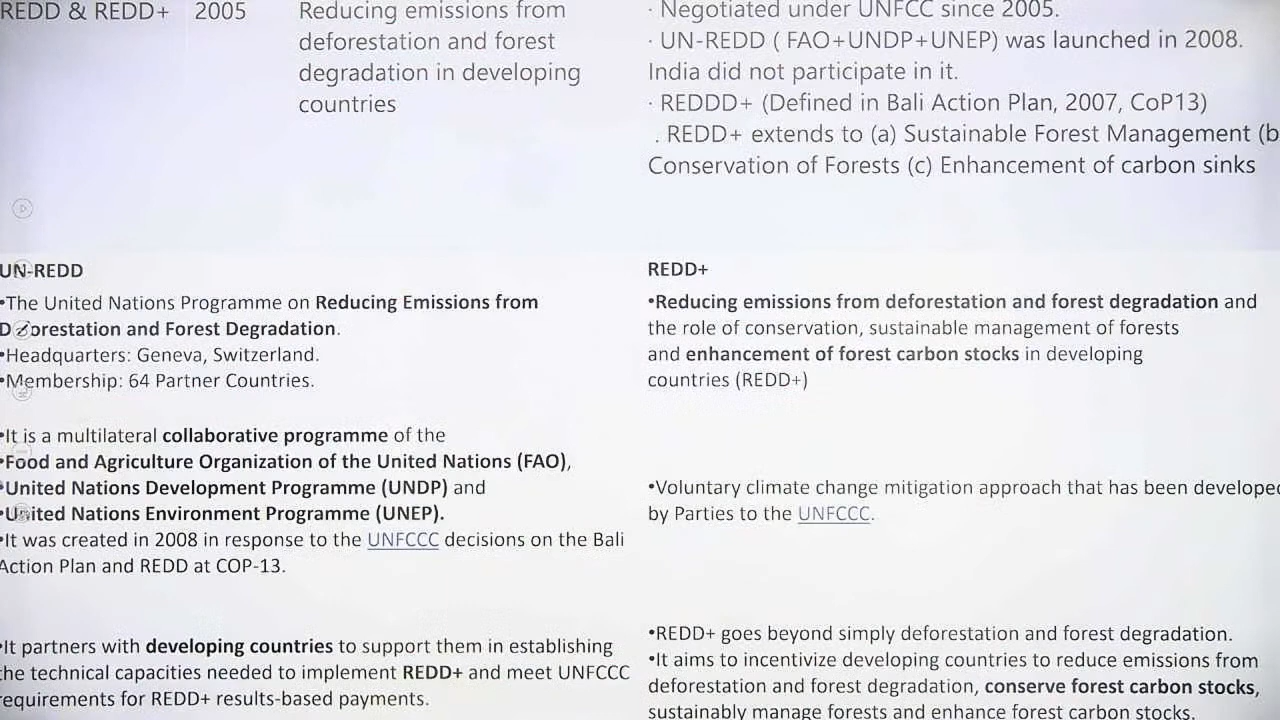 REDD & REDD+ 2005 Reducing emissions from
deforestation and forest
degradation in developing
countries
· Negotiated under UNFCC since 2005.
· UN-REDD ( FAO+UNDP+UNEP) was launched in 2008.
India did not participate in it.
· REDDD+ (Defined in Bali Action Plan, 2007, CoP13)
. REDD+ extends to (a) Sustainable Forest Management (b
Conservation of Forests (c) Enhancement of carbon sinks
UN-REDD
•The United Nations Programme on Reducing Emissions from
D orestation and Forest Degradation.
•Headquarters: Geneva, Switzerland.
•Membership: 64 Partner Countries.
•It is a multilateral collaborative programme of the
•Food and Agriculture Organization of the United Nations (FAO),
•United Nations Development Programme (UNDP) and
•United Nations Environment Programme (UNEP).
•It was created in 2008 in response to the UNFCCC decisions on the Bali
Action Plan and REDD at COP-13.
•It partners with developing countries to support them in establishing
the technical capacities needed to implement REDD+ and meet UNFCCC
requirements for REDD+ results-based payments.
REDD+
•Reducing emissions from deforestation and forest degradation and
the role of conservation, sustainable management of forests
and enhancement of forest carbon stocks in developing
countries (REDD+)
•Voluntary climate change mitigation approach that has been developed
by Parties to the UNFCCC.
•REDD+ goes beyond simply deforestation and forest degradation.
•It aims to incentivize developing countries to reduce emissions from
deforestation and forest degradation, conserve forest carbon stocks,
sustainably manage forests and enhance forest carbon stocks.